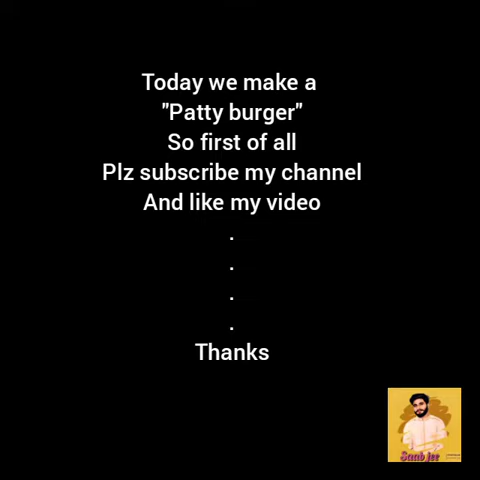 Today we make a
"Patty burger"
So first of all
Plz subscribe my channel
And like my video
.
.
.
.
Thanks
Saab jee